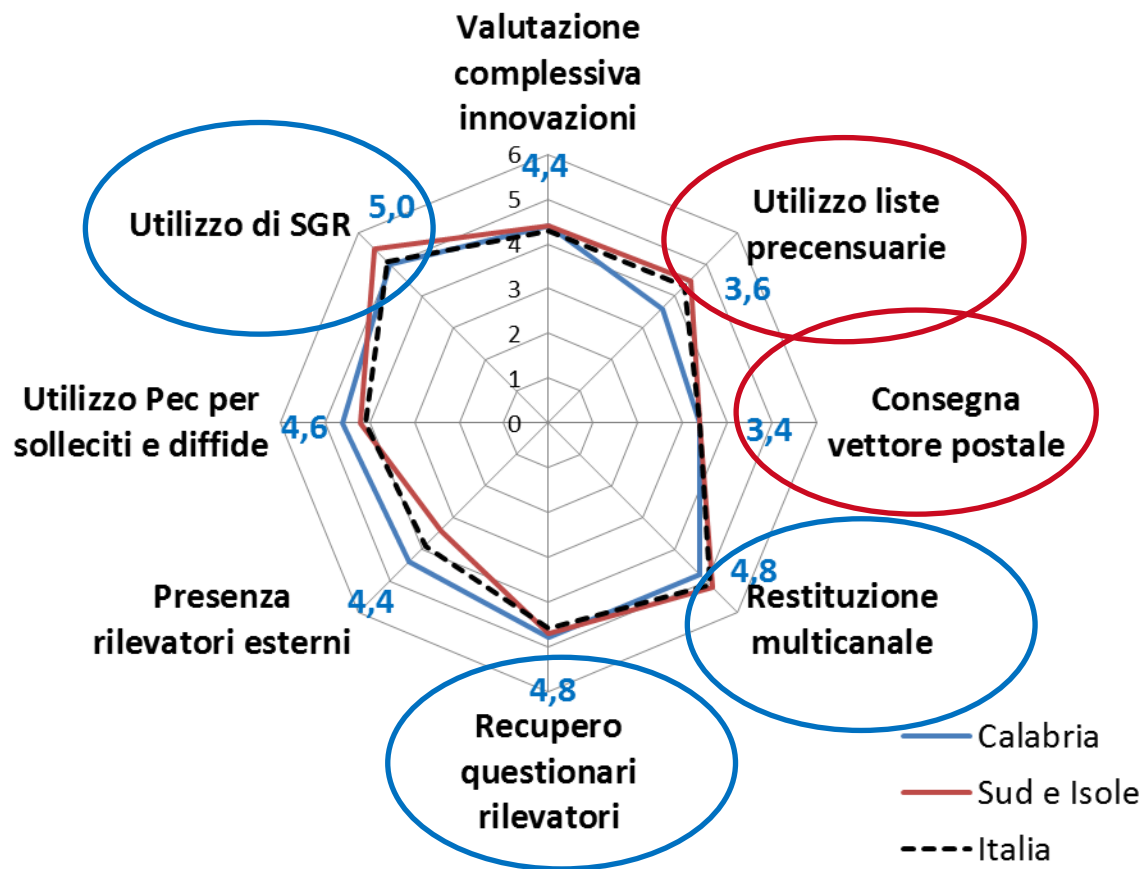 Valutazione
complessiva
innovazioni
4,4
Utilizzo liste
precensuarie
3,6
Consegna
vettore postale
3,4
Restituzione
multicanale
4,8
Recupero
questionari
rilevatori
4,8
Presenza
rilevatori esterni
4,4
Utilizzo Pec per
solleciti e diffide
4,6
Utilizzo di SGR
5,0
6
5
4
3
2
1
0
Calabria
Sud e Isole
Italia